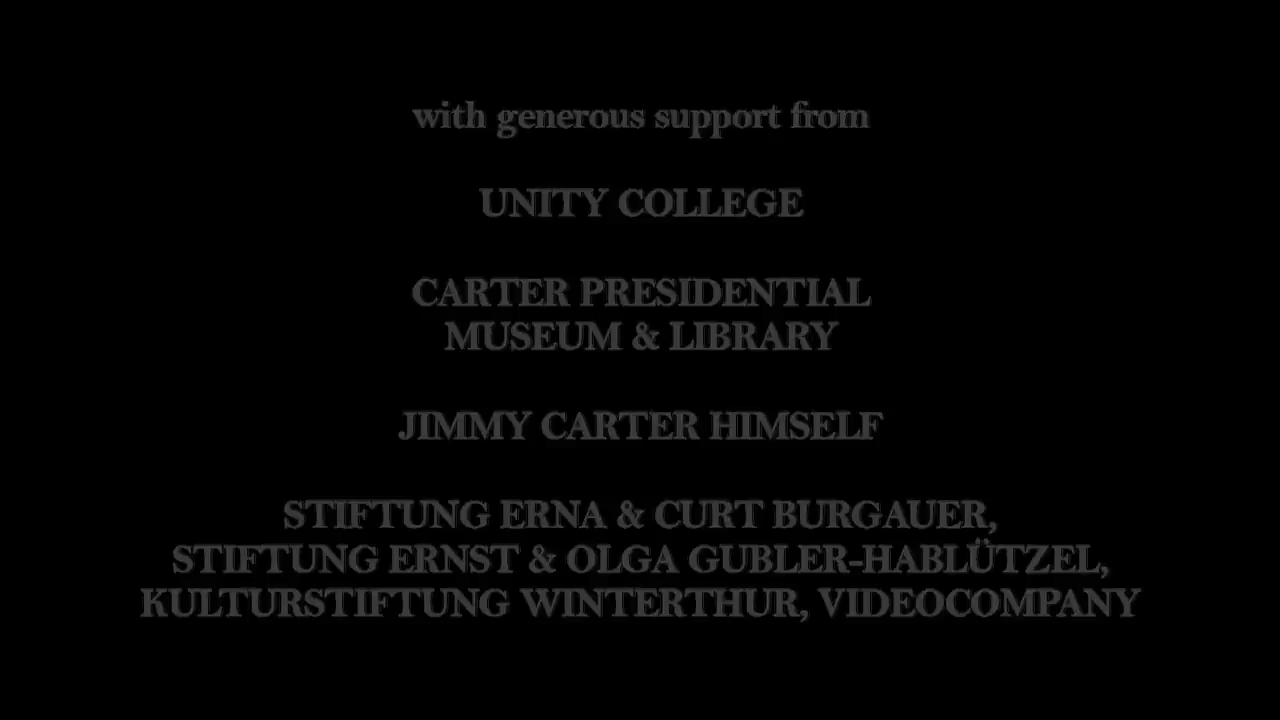 with generous support from
UNITY COLLEGE
CARTER PRESIDENTIAL
MUSEUM & LIBRARY
JIMMY CARTER HIMSELF
STIFTUNG ERNA & CURT BURGAUER,
STIFTUNG ERNST & OLGA GUBLER-HABLÜTZEL,
KULTURSTIFTUNG WINTERTHUR, VIDEOCOMPANY